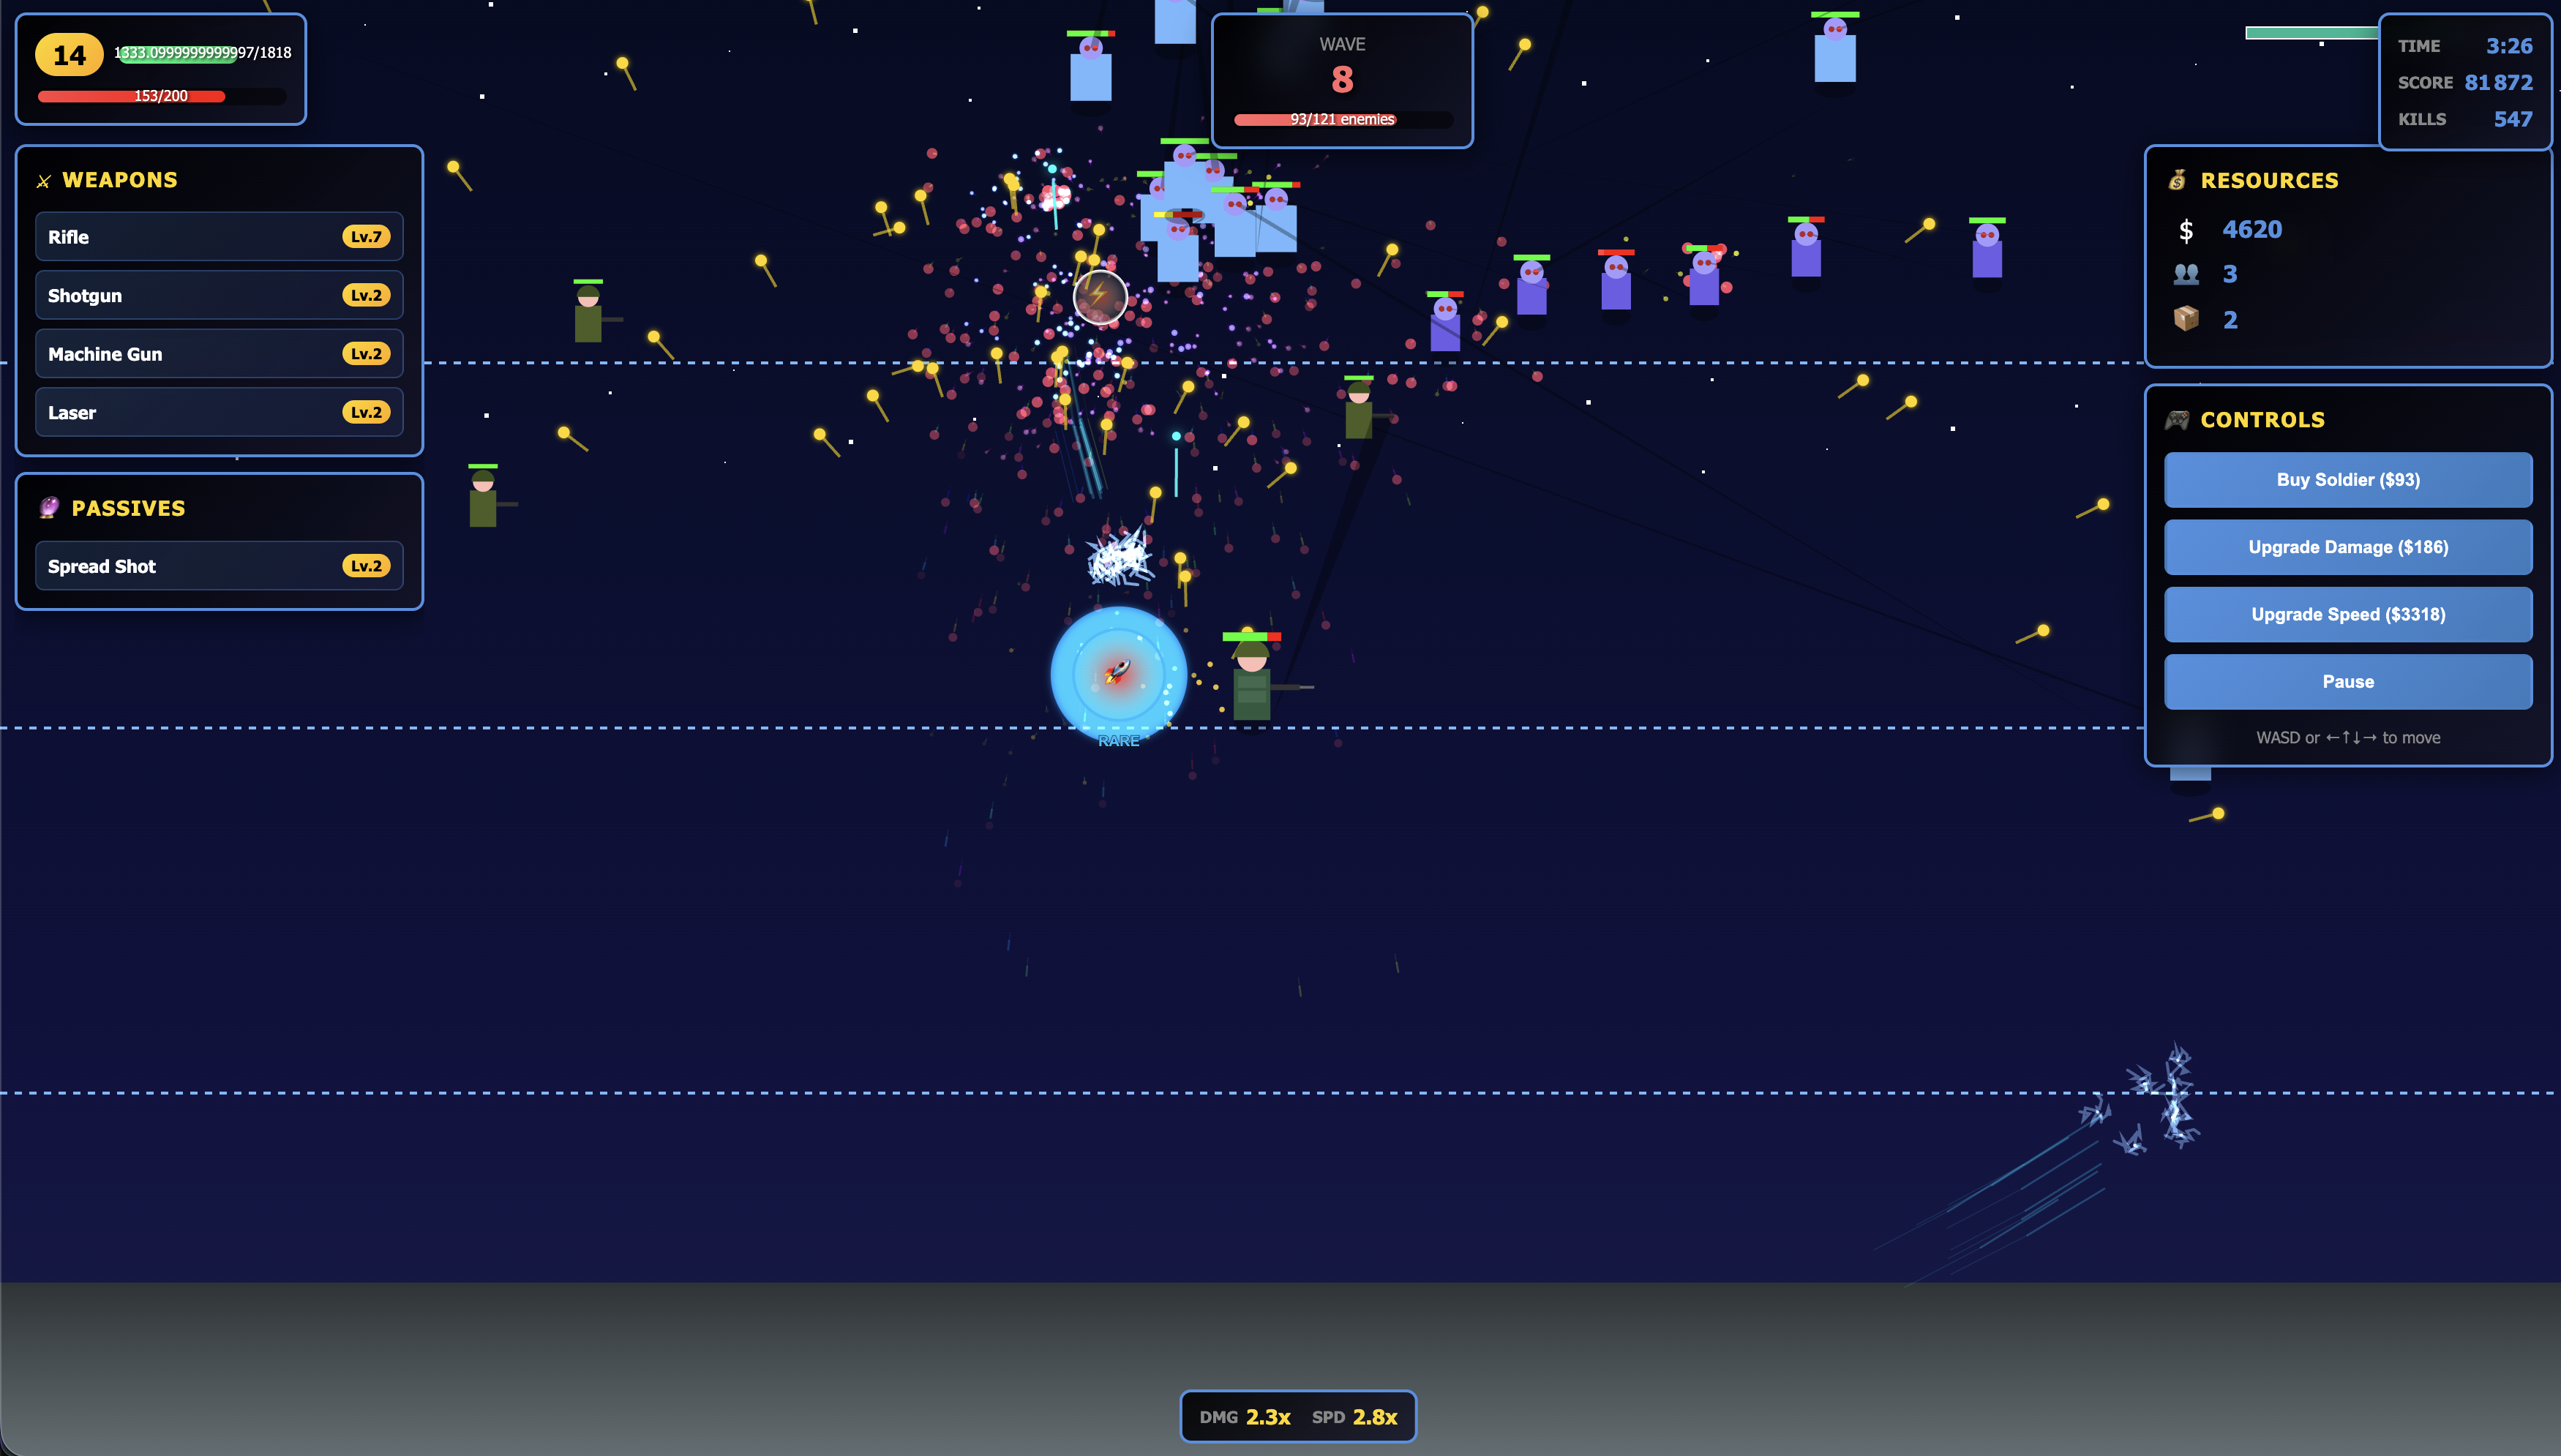 14
1333.0999999999997/1818
153/200
WEAPONS
Rifle Lv.7
Shotgun Lv.2
Machine Gun Lv.2
Laser Lv.2
PASSIVES
Spread Shot Lv.2
WAVE
8
93/121 enemies
TIME 3:26
SCORE 81 872
KILLS 547
RESOURCES
$ 4620
3
2
CONTROLS
Buy Soldier ($93)
Upgrade Damage ($186)
Upgrade Speed ($3318)
Pause
WASD or ←↑↓→ to move
RARE
DMG 2.3x SPD 2.8x